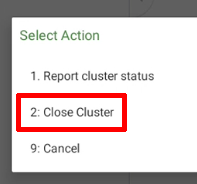 Select Action
1. Report cluster status
2: Close Cluster
9: Cancel